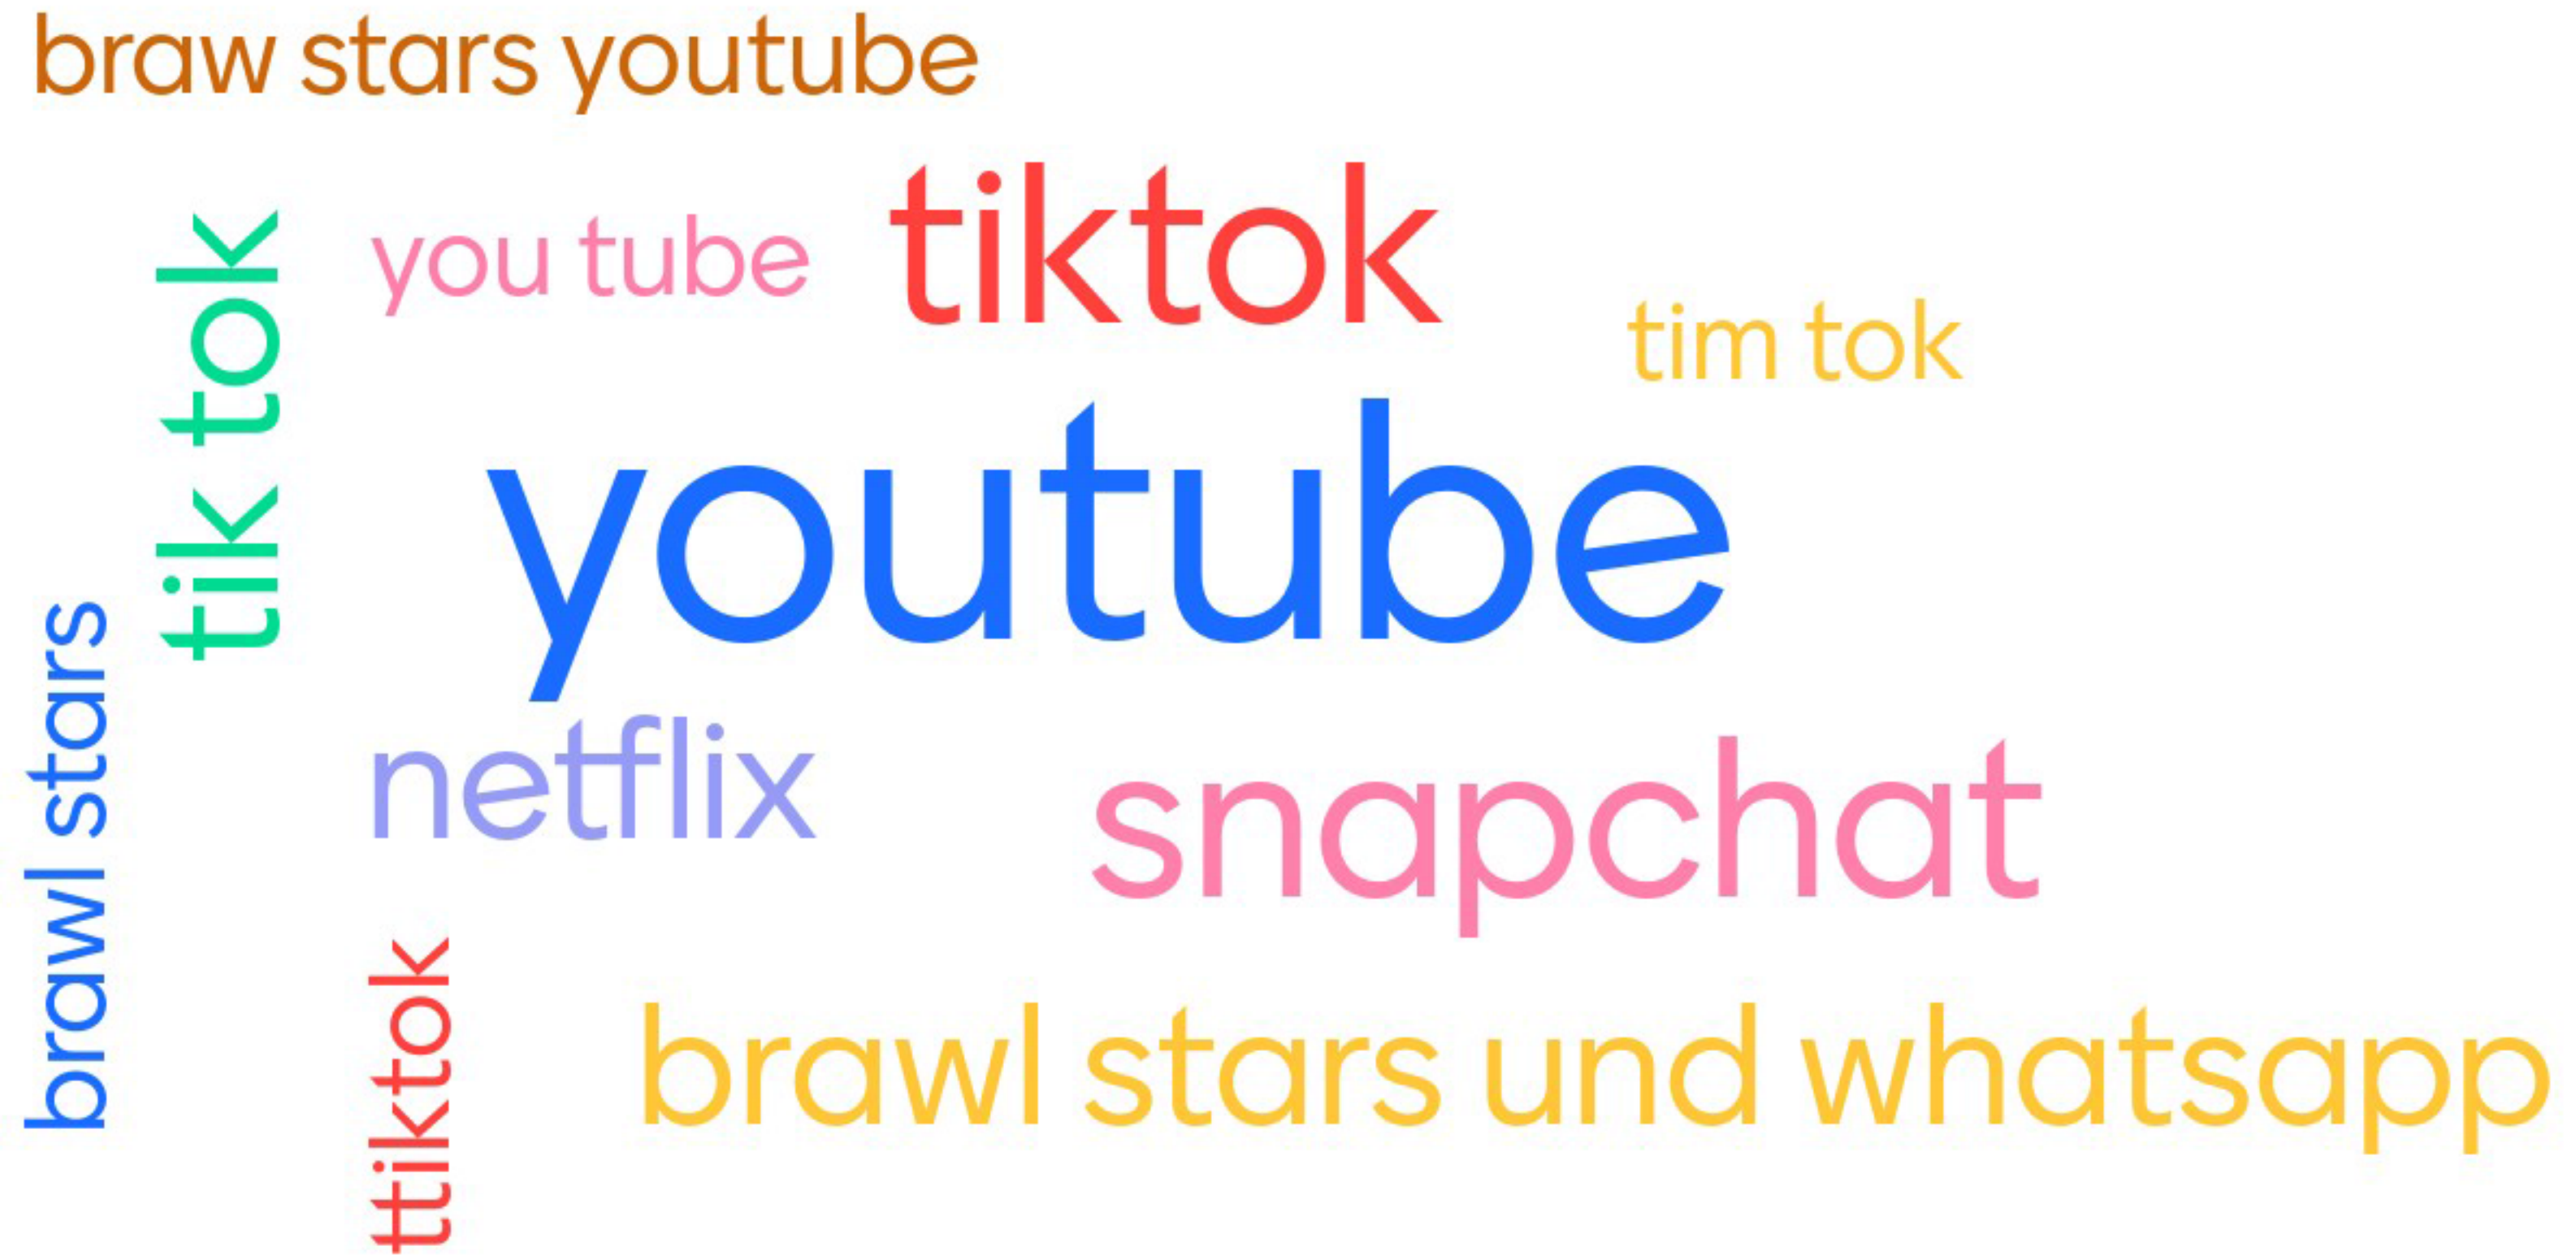 braw stars youtube
tiktok
you tube
tik tok
tim tok
youtube
brawl stars
netflix
snapchat
ttiktok
brawl stars und whatsapp